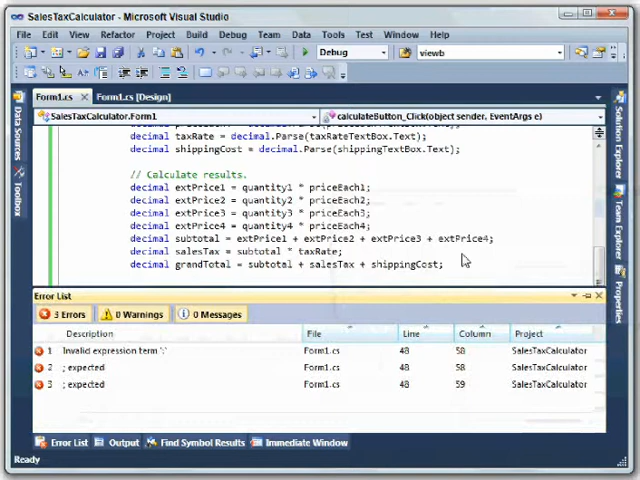 SalesTaxCalculator - Microsoft Visual Studio
File Edit View Refactor Project Build Debug Team Data Tools Test Window Help
Debug viewb
Form1.cs Form1.cs [Design]
SalesTaxCalculator.Form1 calculateButton_Click(object sender, EventArgs e)
decimal taxRate = decimal.Parse(taxRateTextBox.Text);
decimal shippingCost = decimal.Parse(shippingTextBox.Text);
// Calculate results.
decimal extPrice1 = quantity1 * priceEach1;
decimal extPrice2 = quantity2 * priceEach2;
decimal extPrice3 = quantity3 * priceEach3;
decimal extPrice4 = quantity4 * priceEach4;
decimal subtotal = extPrice1 + extPrice2 + extPrice3 + extPrice4;
decimal salesTax = subtotal * taxRate;
decimal grandTotal = subtotal + salesTax + shippingCost;
Data Sources
Toolbox
Solution Explorer
Team Explorer
Properties
Error List
3 Errors 0 Warnings 0 Messages
Description File Line Column Project
1 Invalid expression term ':' Form1.cs 48 58 SalesTaxCalculator
2 ; expected Form1.cs 48 58 SalesTaxCalculator
3 ; expected Form1.cs 48 59 SalesTaxCalculator
Error List Output Find Symbol Results Immediate Window
Ready